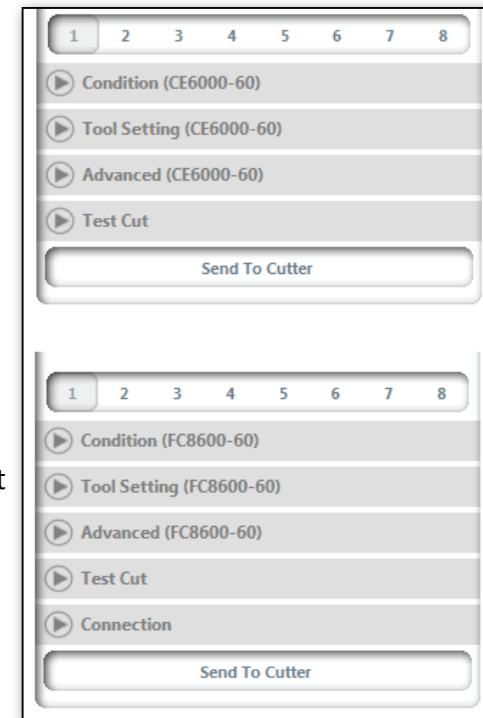 1 2 3 4 5 6 7 8
Condition (CE6000-60)
Tool Setting (CE6000-60)
Advanced (CE6000-60)
Test Cut
Send To Cutter
1 2 3 4 5 6 7 8
Condition (FC8600-60)
t
Tool Setting (FC8600-60)
Advanced (FC8600-60)
Test Cut
Connection
Send To Cutter